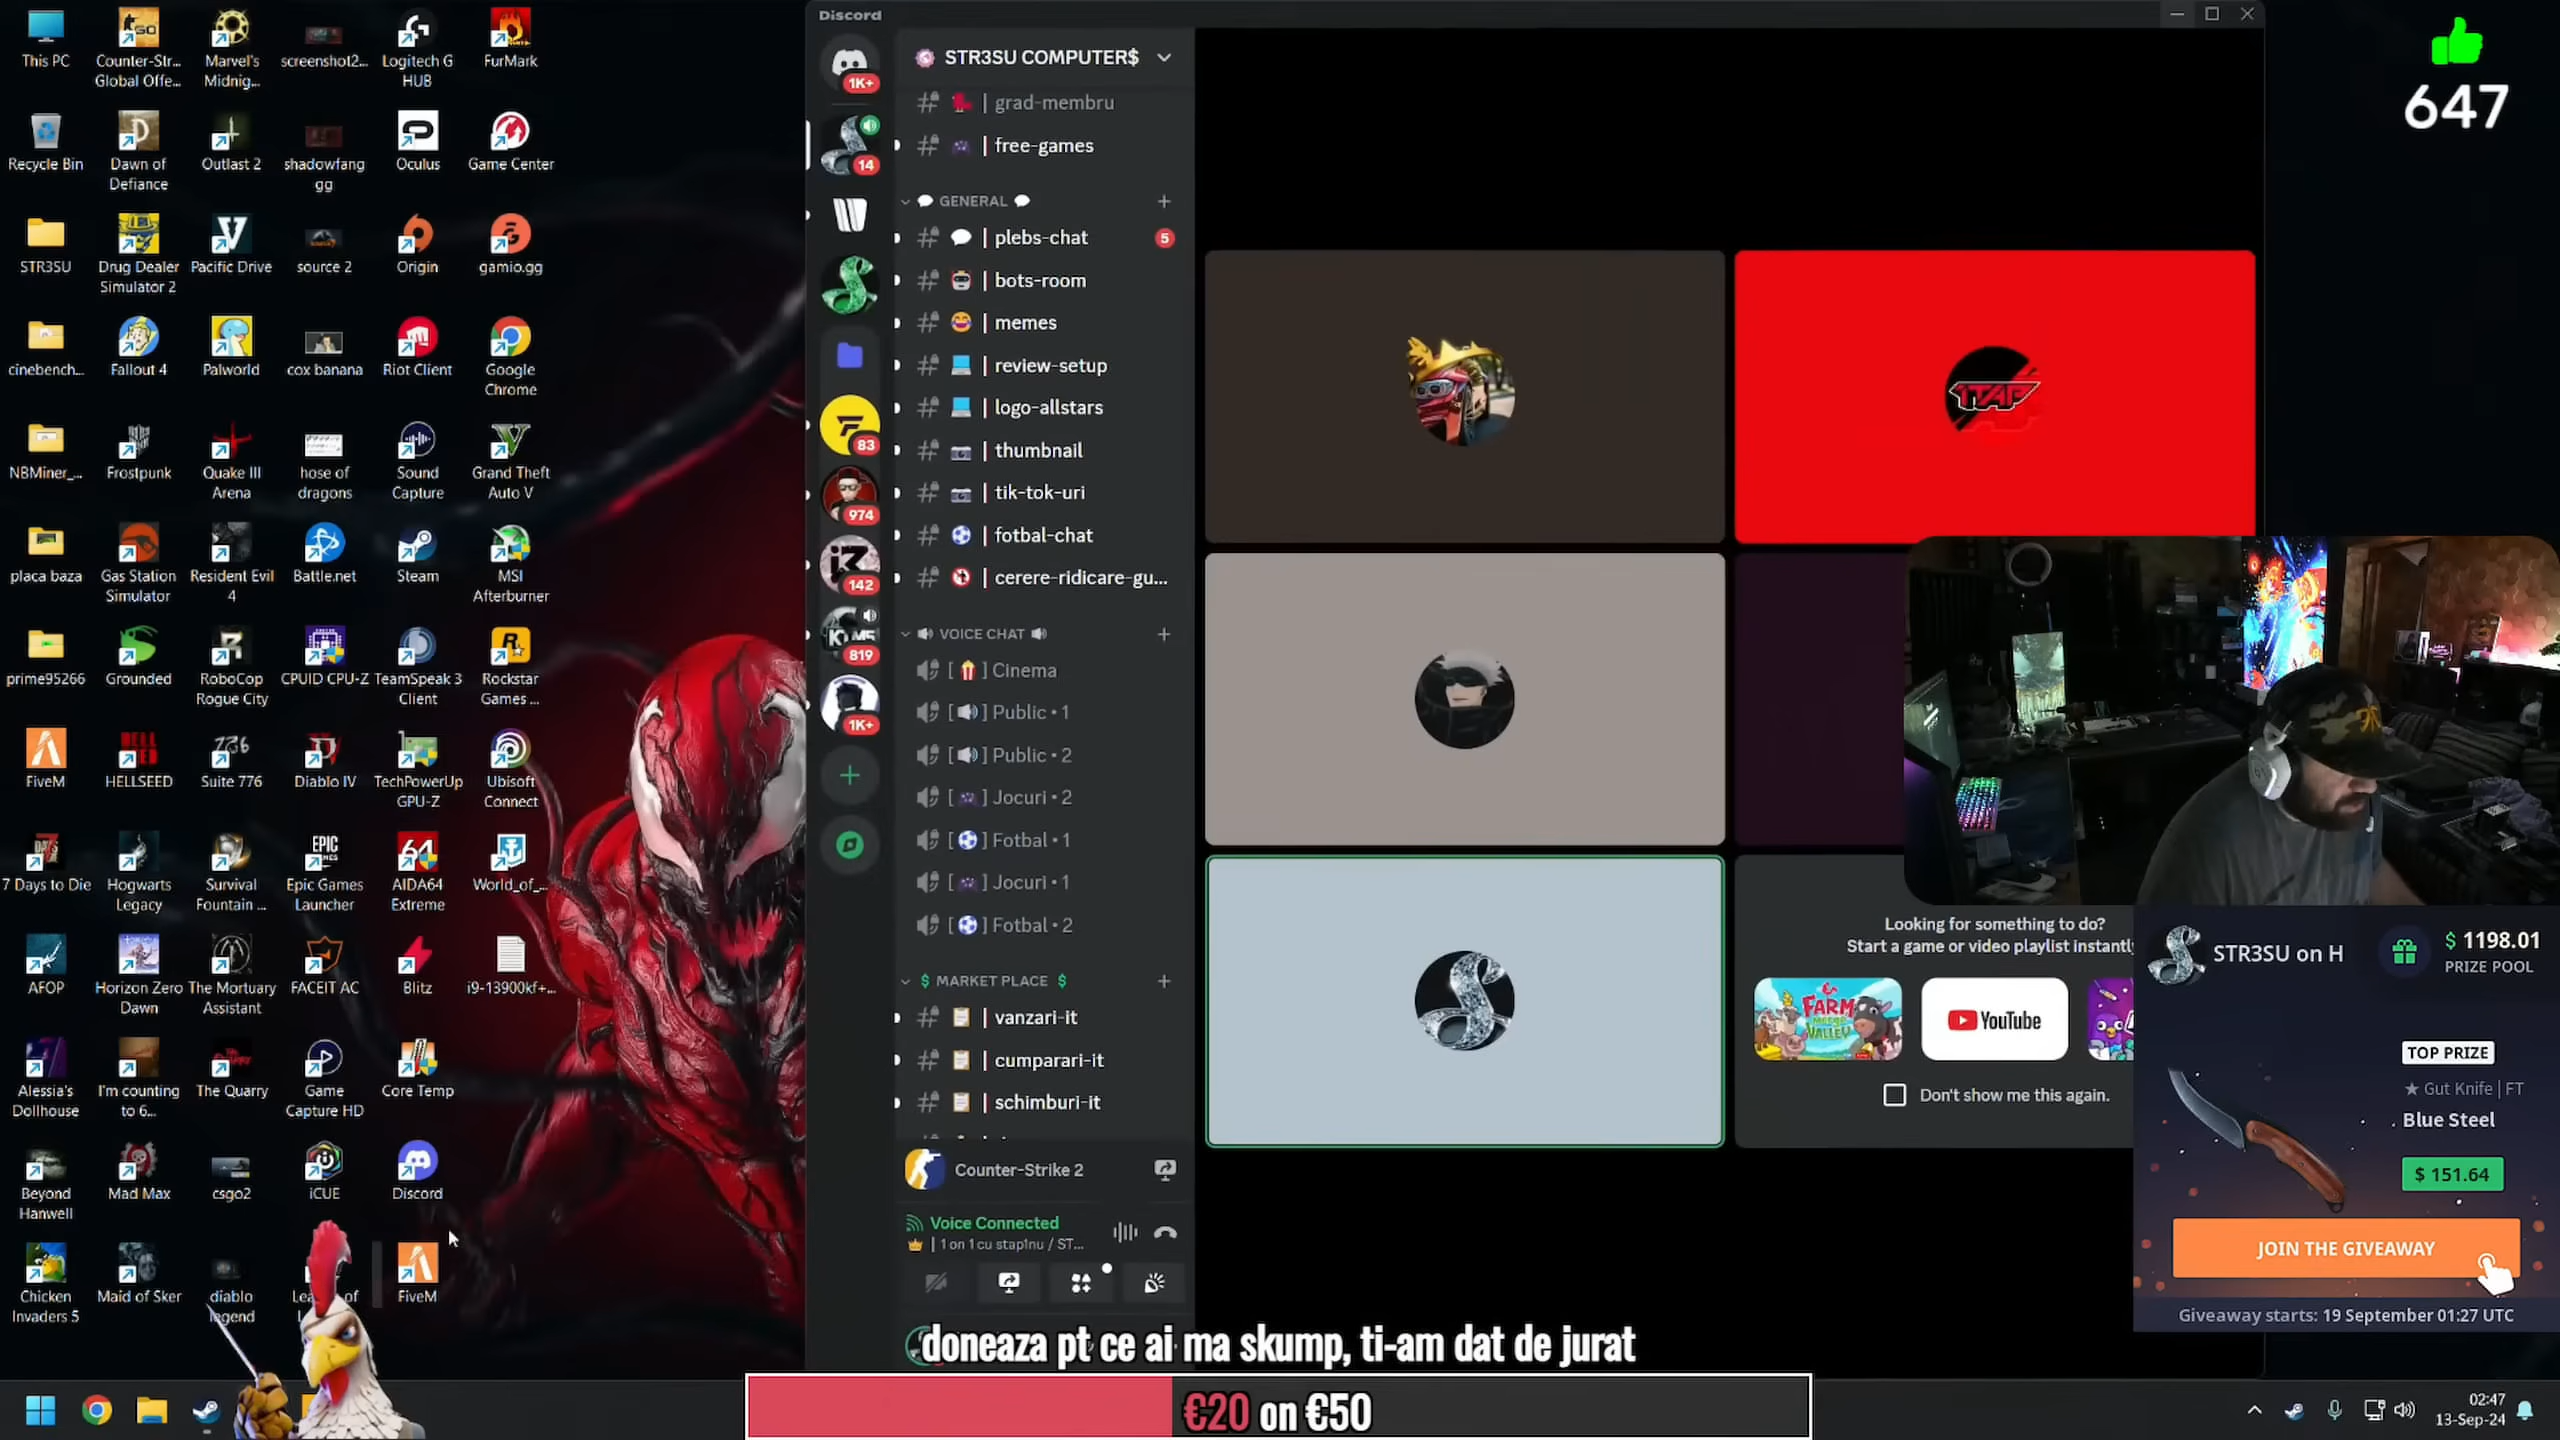 This PC
Counter-Str...
Global Offe...
Marvel's
Midnig...
screenshot2...
Logitech G
HUB
FurMark
Recycle Bin
Dawn of
Defiance
Outlast 2
shadowfang
gg
Oculus
Game Center
STR3SU
Drug Dealer
Simulator 2
Pacific Drive
source 2
Origin
gamio.gg
cinebench...
Fallout 4
Palworld
cox banana
Riot Client
Google
Chrome
NBMiner_...
Frostpunk
Quake III
Arena
hose of
dragons
Sound
Capture
Grand Theft
Auto V
placa baza
Gas Station
Simulator
Resident Evil
4
Battle.net
Steam
MSI
Afterburner
prime95266
Grounded
RoboCop
Rogue City
CPUID CPU-Z
TeamSpeak 3
Client
Rockstar
Games ...
FiveM
HELLSEED
Suite 776
Diablo IV
TechPowerUp
GPU-Z
Ubisoft
Connect
7 Days to Die
Hogwarts
Legacy
Survival
Fountain ...
Epic Games
Launcher
AIDA64
Extreme
World_of_...
AFOP
Horizon Zero
Dawn
The Mortuary
Assistant
FACEIT AC
Blitz
i9-13900kf+...
Alessia's
Dollhouse
I'm counting
to 6...
The Quarry
Game
Capture HD
Core Temp
Beyond
Hanwell
Mad Max
csgo2
iCUE
Discord
Chicken
Invaders 5
Maid of Sker
diablo
legend
FiveM
Discord
1K+
14
83
974
142
819
1K+
STR3SU COMPUTER$
# | grad-membru
# | free-games
GENERAL
# | plebs-chat 5
# | bots-room
# | memes
# | review-setup
# | logo-allstars
# | thumbnail
# | tik-tok-uri
# | fotbal-chat
# | cerere-ridicare-gu...
VOICE CHAT
[🍿] Cinema
[🔊] Public • 1
[🔊] Public • 2
[🎮] Jocuri • 2
[⚽] Fotbal • 1
[🎮] Jocuri • 1
[⚽] Fotbal • 2
$ MARKET PLACE $
# | vanzari-it
# | cumparari-it
# | schimburi-it
Counter-Strike 2
Voice Connected
| 1 on 1 cu stap1nu / ST...
1TAP
Looking for something to do?
Start a game or video playlist instantly
FARM
MERGE
VALLEY
YouTube
Don't show me this again.
647
STR3SU on H
$ 1198.01
PRIZE POOL
TOP PRIZE
★ Gut Knife | FT
Blue Steel
$ 151.64
JOIN THE GIVEAWAY
Giveaway starts: 19 September 01:27 UTC
doneaza pt ce ai ma skump, ti-am dat de jurat
€20 on €50
02:47
13-Sep-24